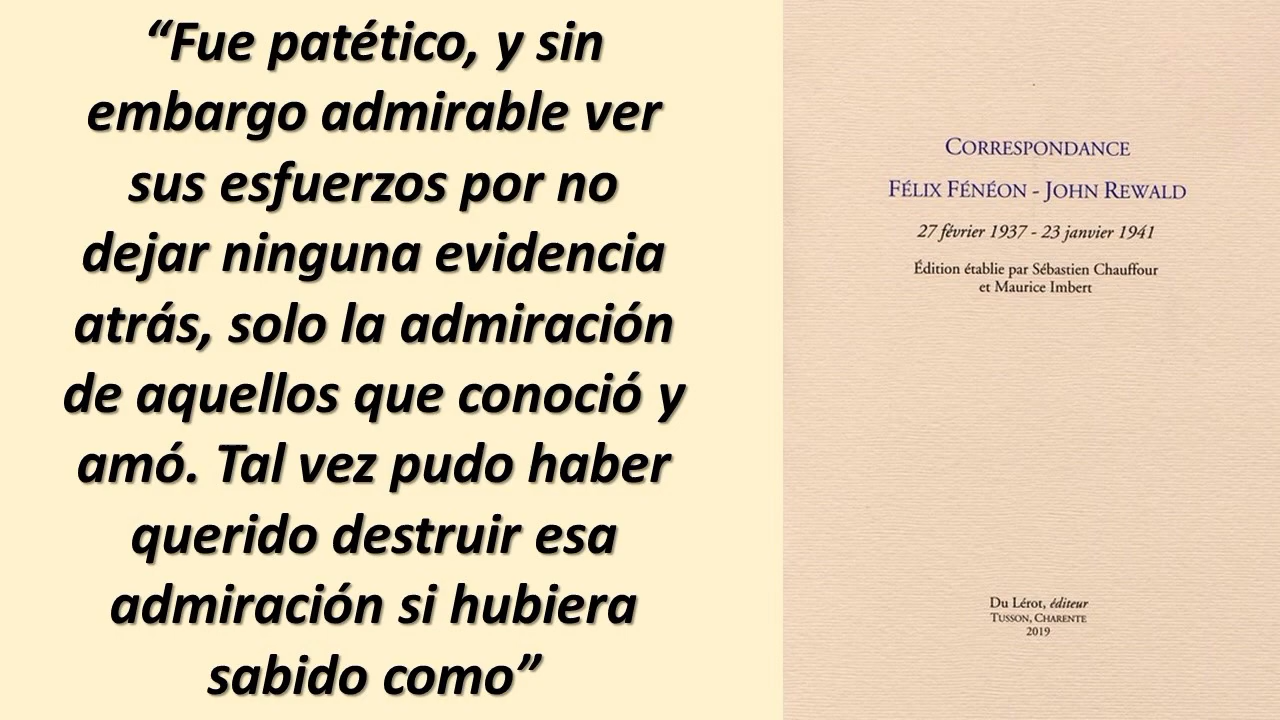 “Fue patético, y sin
embargo admirable ver
sus esfuerzos por no
dejar ninguna evidencia
atrás, solo la admiración
de aquellos que conoció y
amó. Tal vez pudo haber
querido destruir esa
admiración si hubiera
sabido como”
CORRESPONDANCE
FÉLIX FÉNÉON - JOHN REWALD
27 février 1937 - 23 janvier 1941
Édition établie par Sébastien Chauffour
et Maurice Imbert
Du Lérot, éditeur
TUSSON, CHARENTE
2019